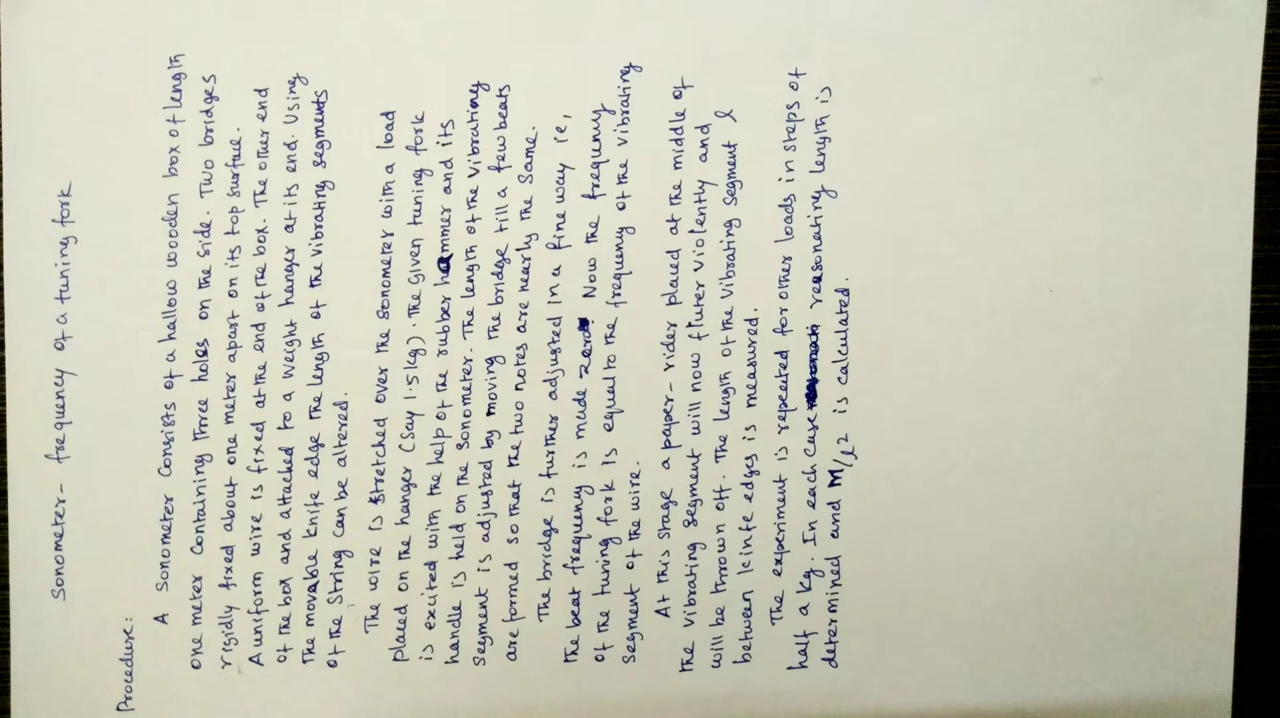 Sonometer - frequency of a tuning fork
Procedure:
A Sonometer Consists of a hallow wooden box of length
one meter Containing three holes on the side. Two bridges
rigidly fixed about one meter apart on its top surface.
A uniform wire is fixed at the end of the box. The other end
of the box and attached to a weight hanger at its end. Using
the movable knife edge the length of the vibrating segments
of the String can be altered.
The wire is stretched over the sonometer with a load
placed on the hanger (Say 1.5kg). The given tuning fork
is excited with the help of the rubber hammer and its
handle is held on the Sonometer. The length of the vibrating
segment is adjusted by moving the bridge till a few beats
are formed so that the two notes are nearly the Same.
The bridge is further adjusted in a fine way ie,
the beat frequency is made zero. Now the frequency
of the tuning fork is equal to the frequency of the vibrating
Segment of the wire.
At this stage a paper-rider placed at the middle of
the vibrating segment will now fluter violently and
will be thrown off. The length of the vibrating segment l
between kinfe edges is measured.
The experiment is repeated for other loads in steps of
half a kg. In each case resonating length is
determined and M/l2 is calculated.